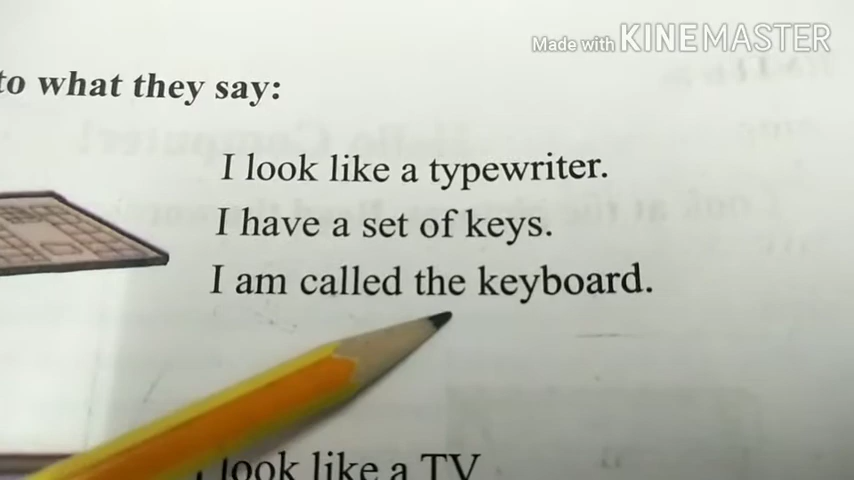 Made with KINEMASTER
to what they say:
I look like a typewriter.
I have a set of keys.
I am called the keyboard.
I look like a TV